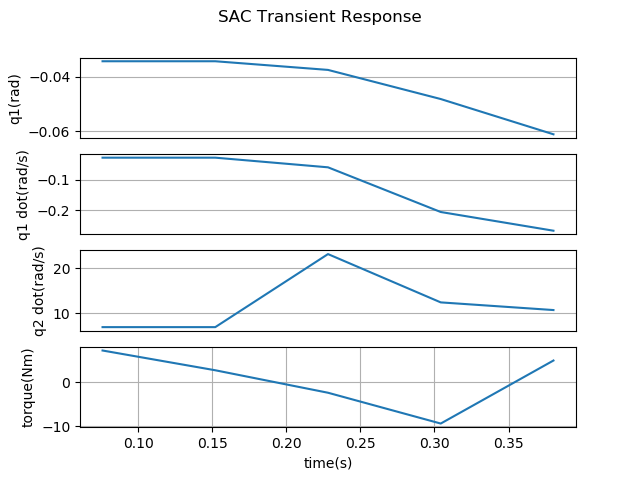 SAC Transient Response
q1(rad)
−0.04
−0.06
q1 dot(rad/s)
−0.1
−0.2
q2 dot(rad/s)
20
10
torque(Nm)
0
−10
0.10 0.15 0.20 0.25 0.30 0.35
time(s)